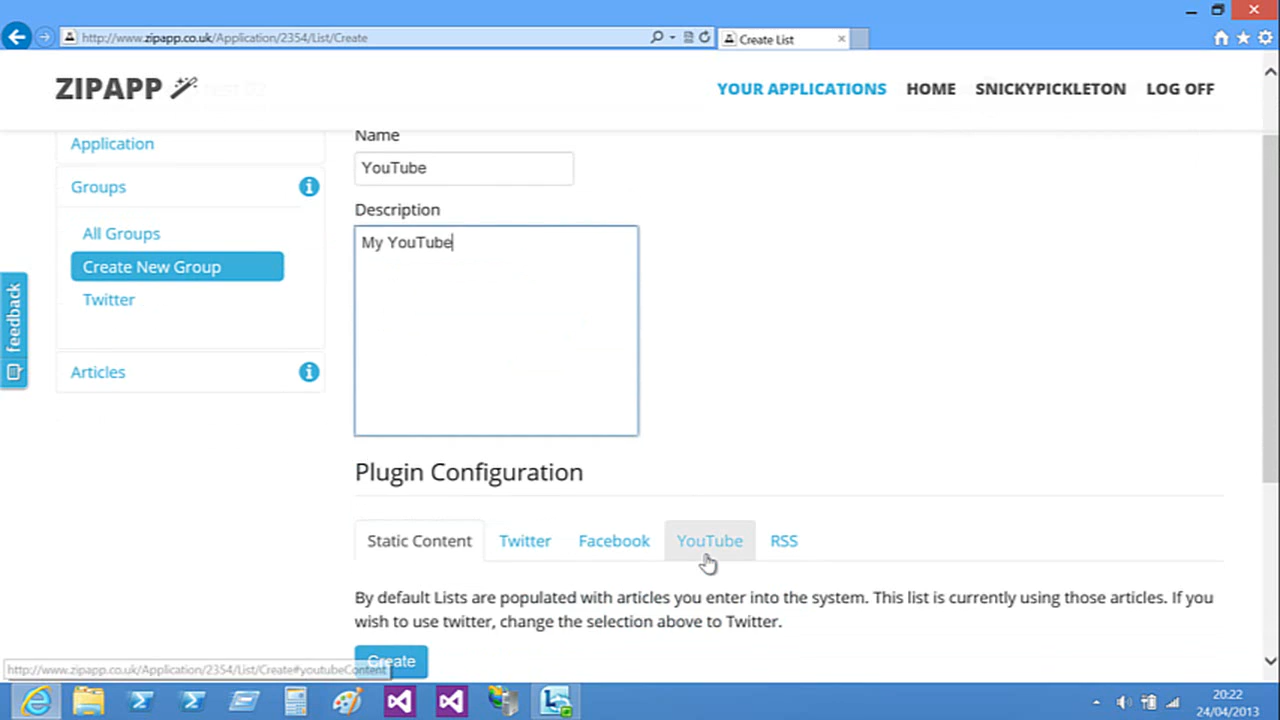 http://www.zipapp.co.uk/Application/2354/List/Create
Create List
ZIPAPP
test 02
YOUR APPLICATIONS
HOME
SNICKYPICKLETON
LOG OFF
Application
Groups
All Groups
Create New Group
Twitter
Articles
feedback
Name
YouTube
Description
My YouTube
Plugin Configuration
Static Content
Twitter
Facebook
YouTube
RSS
By default Lists are populated with articles you enter into the system. This list is currently using those articles. If you
wish to use twitter, change the selection above to Twitter.
Create
http://www.zipapp.co.uk/Application/2354/List/Create#youtubeContent
20:22
24/04/2013